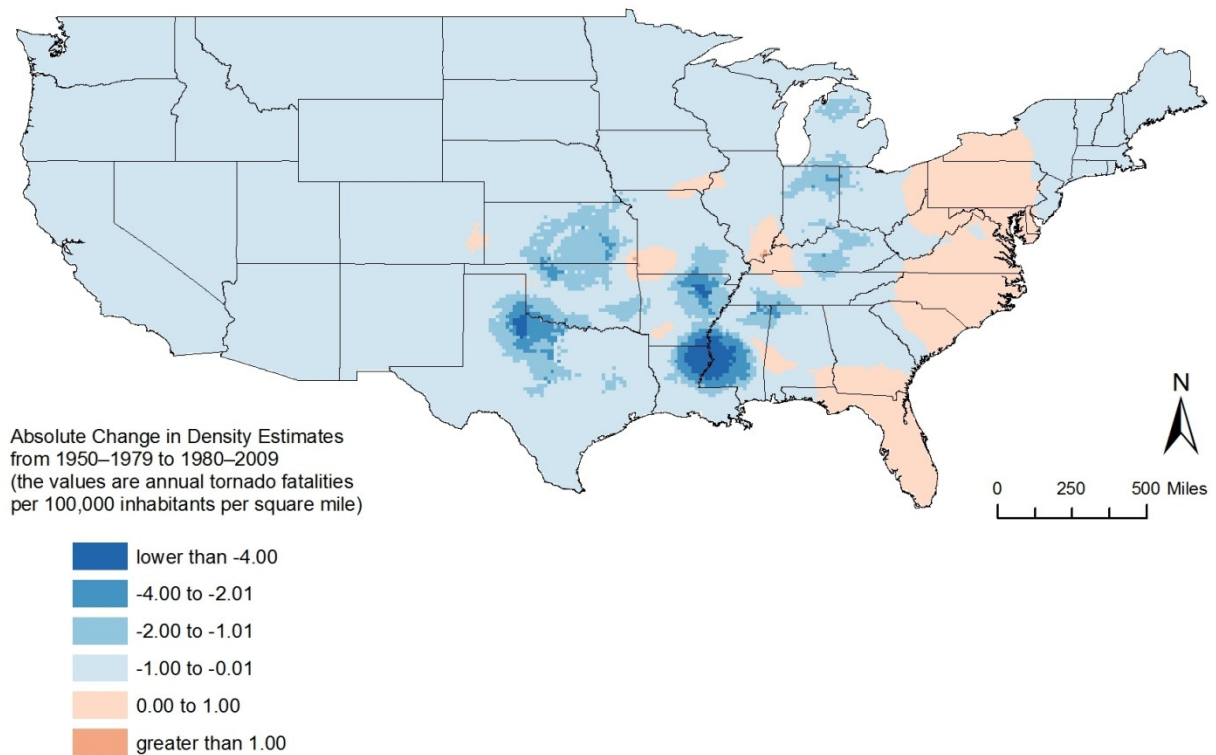 N
0 250 500 Miles
Absolute Change in Density Estimates
from 1950–1979 to 1980–2009
(the values are annual tornado fatalities
per 100,000 inhabitants per square mile)
lower than -4.00
-4.00 to -2.01
-2.00 to -1.01
-1.00 to -0.01
0.00 to 1.00
greater than 1.00